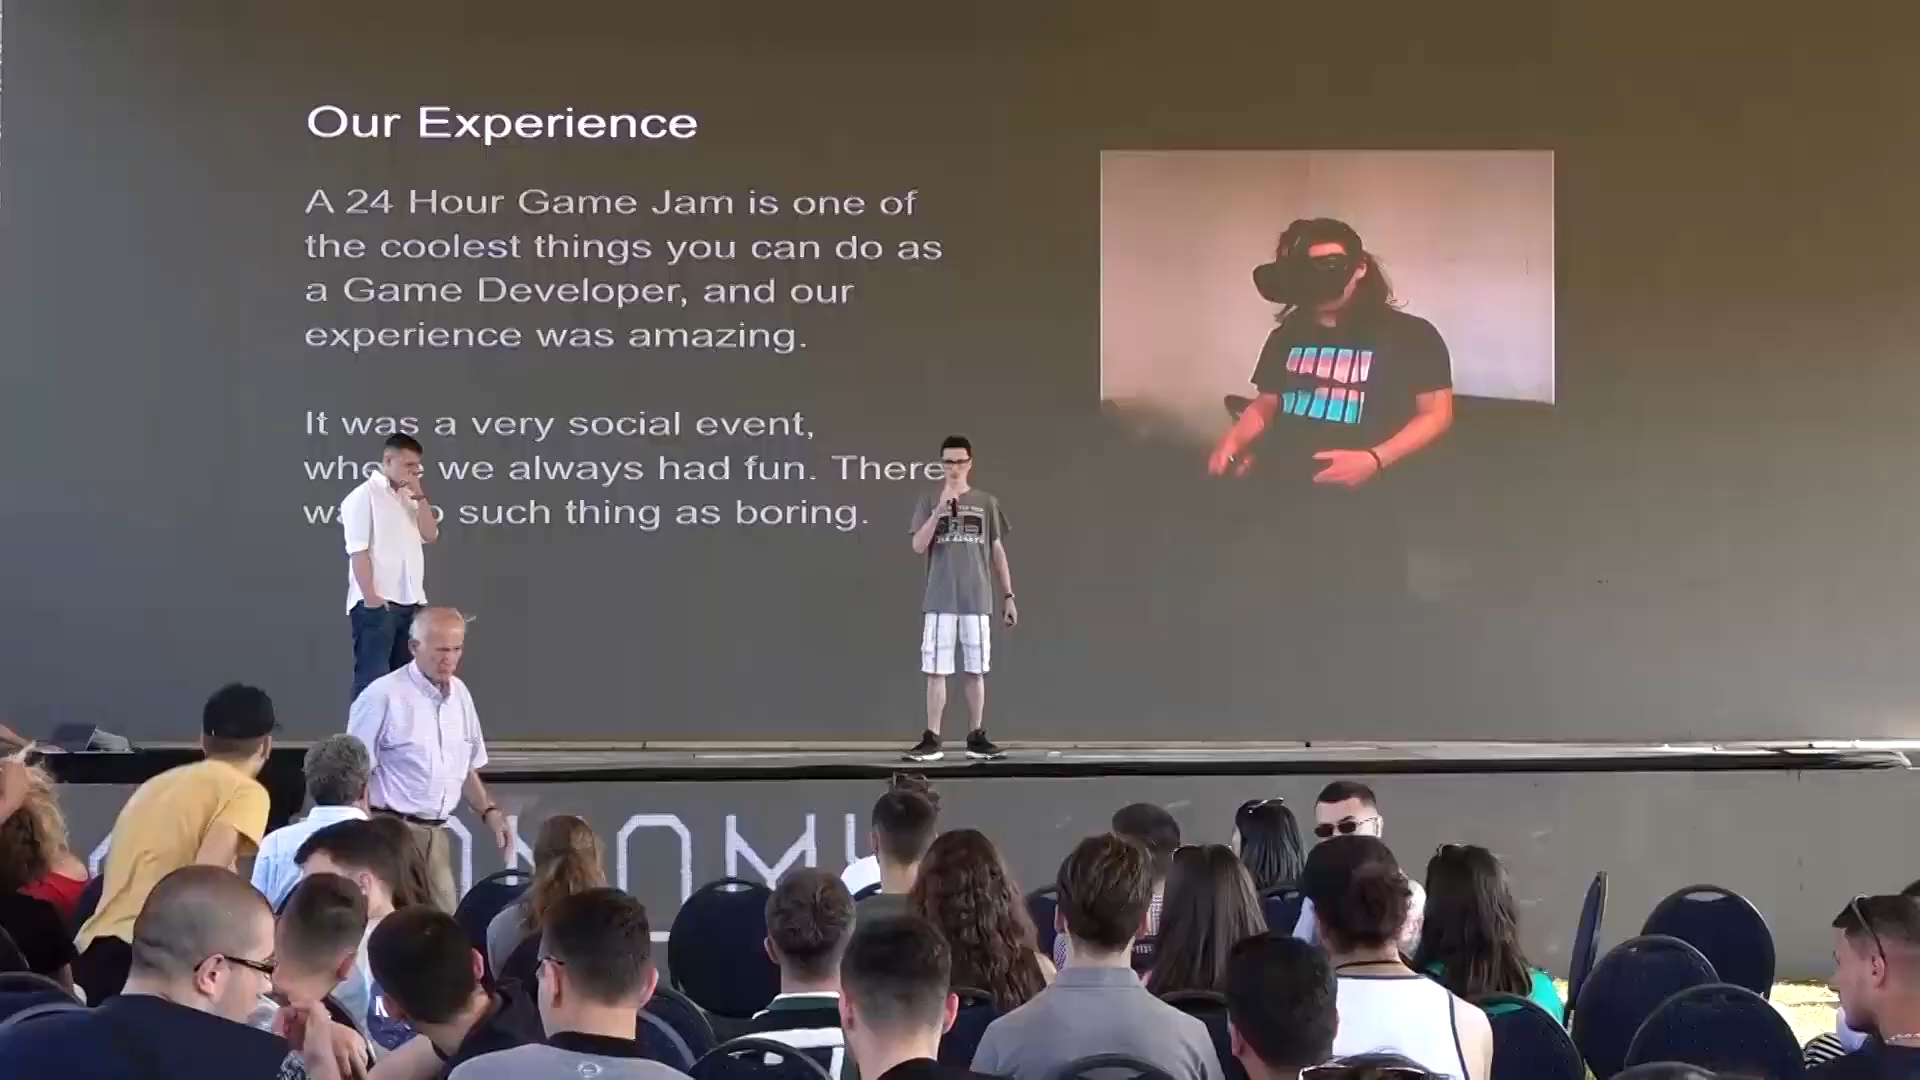 Our Experience
A 24 Hour Game Jam is one of
the coolest things you can do as
a Game Developer, and our
experience was amazing.
It was a very social event,
we always had fun. There
such thing as boring.